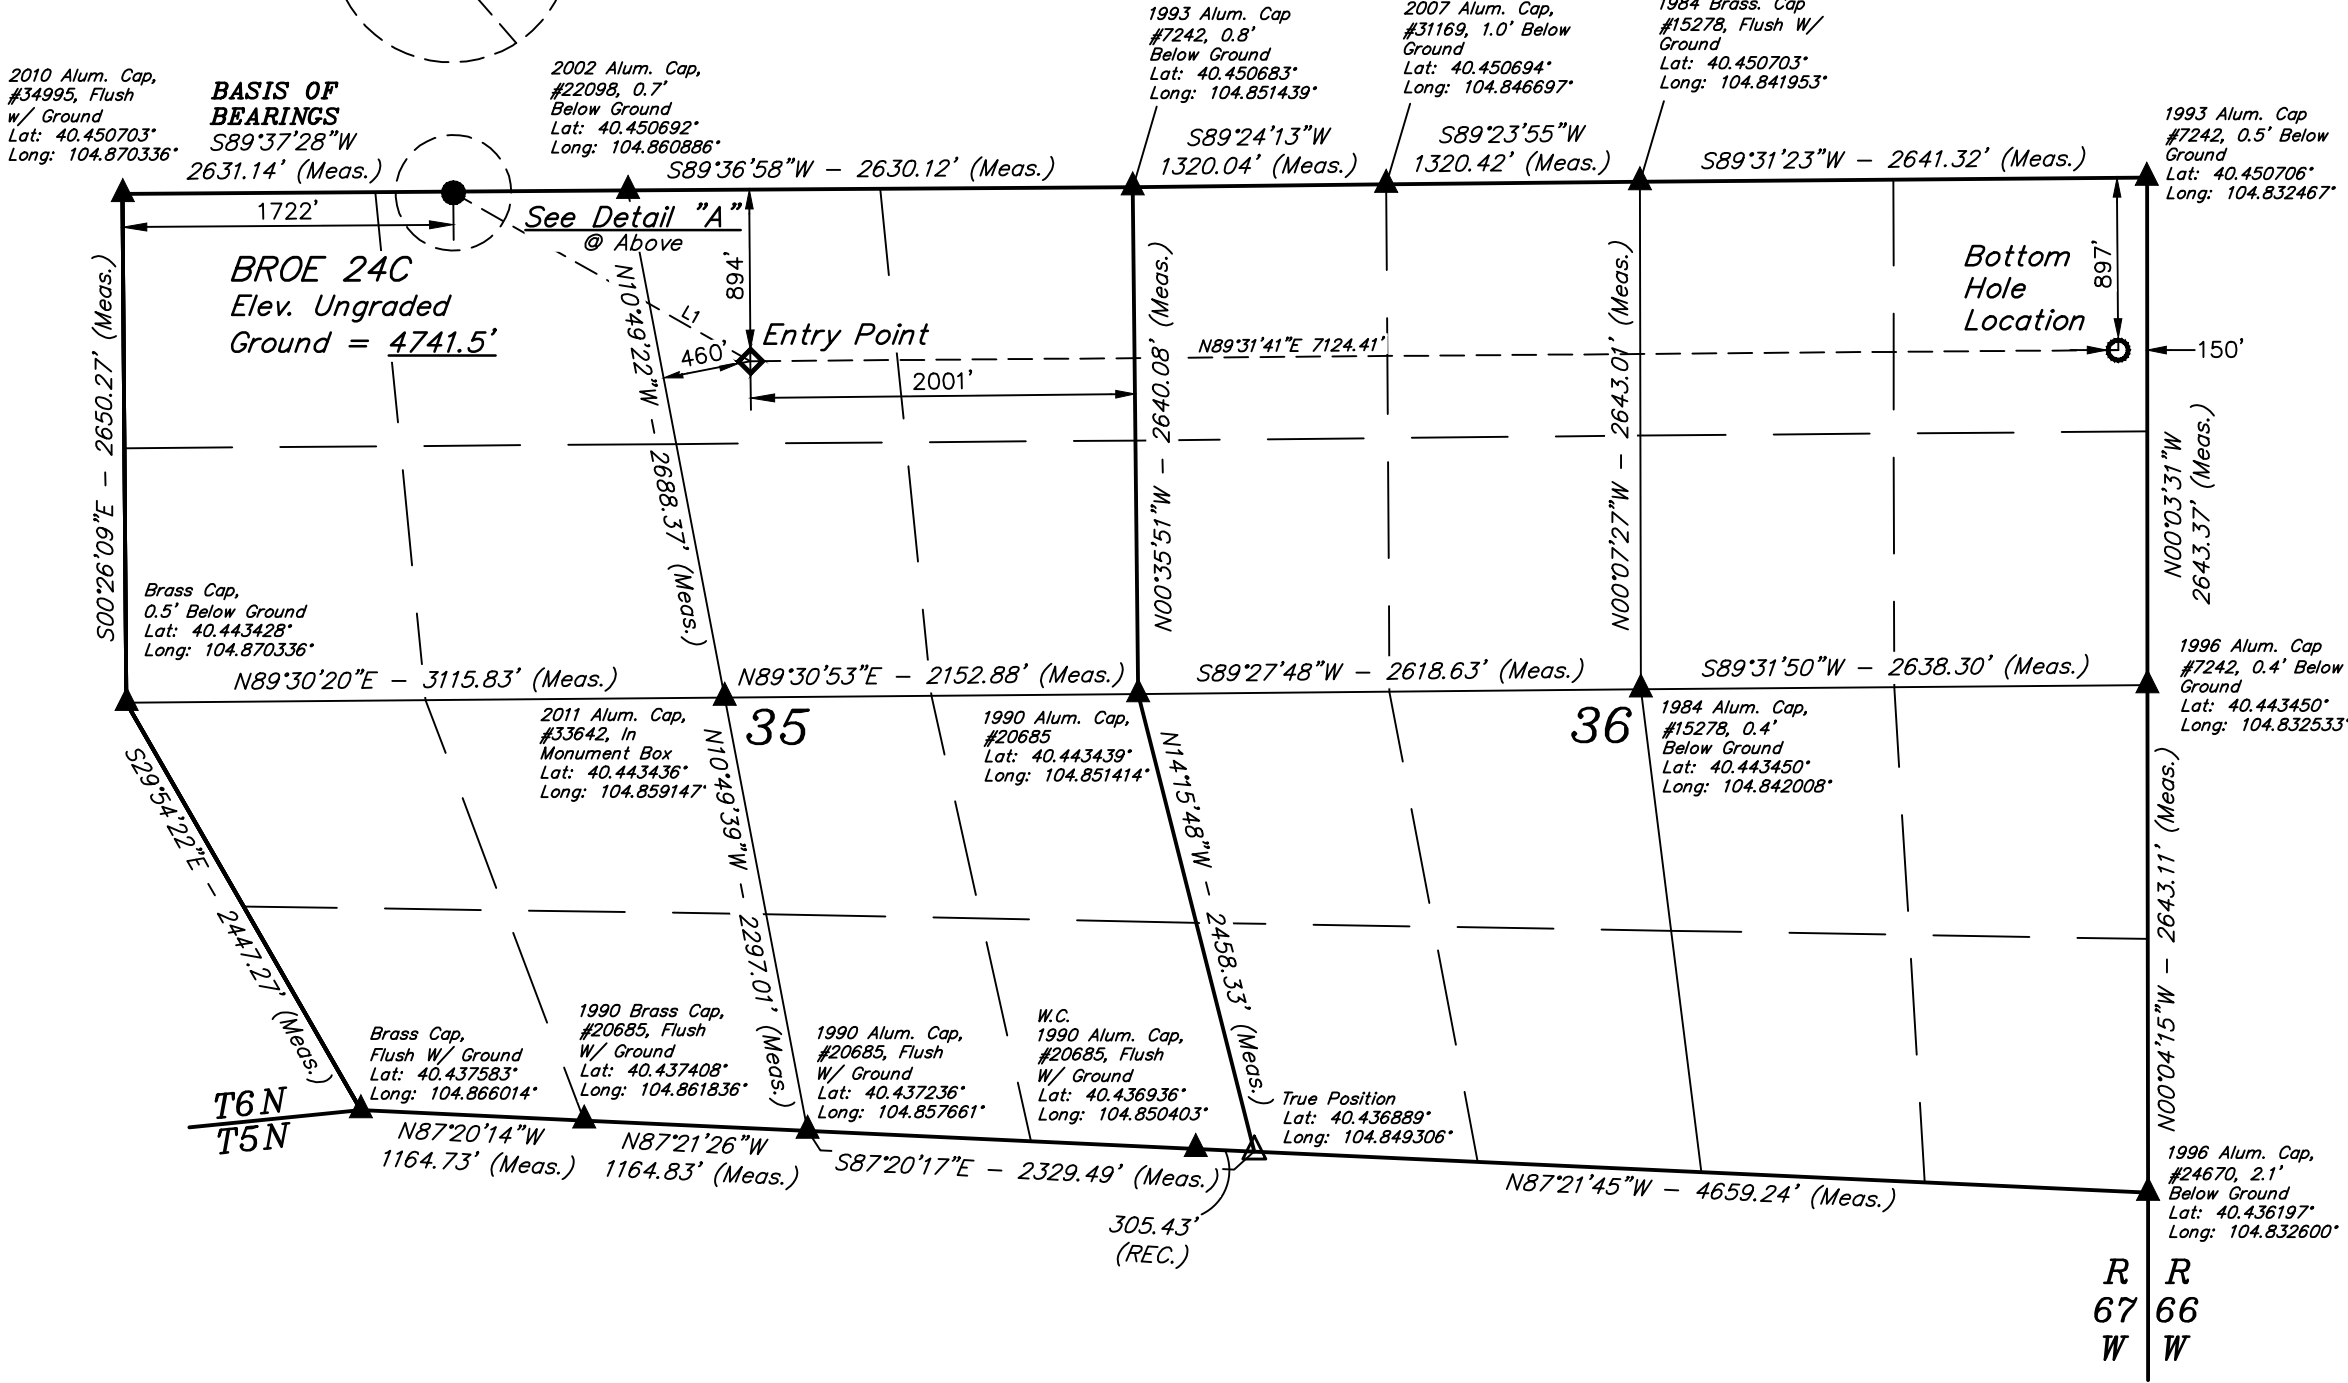 1993 Alum. Cap
#7242, 0.8'
Below Ground
Lat: 40.450683°
Long: 104.851439°
2007 Alum. Cap,
#31169, 1.0' Below
Ground
Lat: 40.450694°
Long: 104.846697°
1984 Brass. Cap
#15278, Flush W/
Ground
Lat: 40.450703°
Long: 104.841953°
2010 Alum. Cap,
#34995, Flush
w/ Ground
Lat: 40.450703°
Long: 104.870336°
BASIS OF
BEARINGS
S89°37'28"W
2631.14' (Meas.)
2002 Alum. Cap,
#22098, 0.7'
Below Ground
Lat: 40.450692°
Long: 104.860886°
S89°36'58"W - 2630.12' (Meas.)
S89°24'13"W
1320.04' (Meas.)
S89°23'55"W
1320.42' (Meas.)
S89°31'23"W - 2641.32' (Meas.)
1993 Alum. Cap
#7242, 0.5' Below
Ground
Lat: 40.450706°
Long: 104.832467°
1722'
See Detail "A"
@ Above
BROE 24C
Elev. Ungraded
Ground = 4741.5'
894'
L1
460'
Entry Point
2001'
N89°31'41"E 7124.41'
Bottom
Hole
Location
897'
150'
S00°26'09"E - 2650.27' (Meas.)
N10°49'22"W - 2688.37' (Meas.)
N00°35'51"W - 2640.08' (Meas.)
N00°07'27"W - 2643.01' (Meas.)
N00°03'31"W
2643.37' (Meas.)
Brass Cap,
0.5' Below Ground
Lat: 40.443428°
Long: 104.870336°
N89°30'20"E - 3115.83' (Meas.)
N89°30'53"E - 2152.88' (Meas.)
S89°27'48"W - 2618.63' (Meas.)
S89°31'50"W - 2638.30' (Meas.)
1996 Alum. Cap
#7242, 0.4' Below
Ground
Lat: 40.443450°
Long: 104.832533°
2011 Alum. Cap,
#33642, In
Monument Box
Lat: 40.443436°
Long: 104.859147°
35
1990 Alum. Cap,
#20685
Lat: 40.443439°
Long: 104.851414°
36
1984 Alum. Cap,
#15278, 0.4'
Below Ground
Lat: 40.443450°
Long: 104.842008°
S29°54'22"E - 2447.27' (Meas.)
N10°49'39"W - 2297.01' (Meas.)
N14°15'48"W - 2458.33' (Meas.)
N00°04'15"W - 2643.11' (Meas.)
Brass Cap,
Flush W/ Ground
Lat: 40.437583°
Long: 104.866014°
1990 Brass Cap,
#20685, Flush
W/ Ground
Lat: 40.437408°
Long: 104.861836°
1990 Alum. Cap,
#20685, Flush
W/ Ground
Lat: 40.437236°
Long: 104.857661°
W.C.
1990 Alum. Cap,
#20685, Flush
W/ Ground
Lat: 40.436936°
Long: 104.850403°
True Position
Lat: 40.436889°
Long: 104.849306°
T6N
T5N
N87°20'14"W
1164.73' (Meas.)
N87°21'26"W
1164.83' (Meas.)
S87°20'17"E - 2329.49' (Meas.)
305.43'
(REC.)
N87°21'45"W - 4659.24' (Meas.)
1996 Alum. Cap,
#24670, 2.1'
Below Ground
Lat: 40.436197°
Long: 104.832600°
R R
67 66
W W